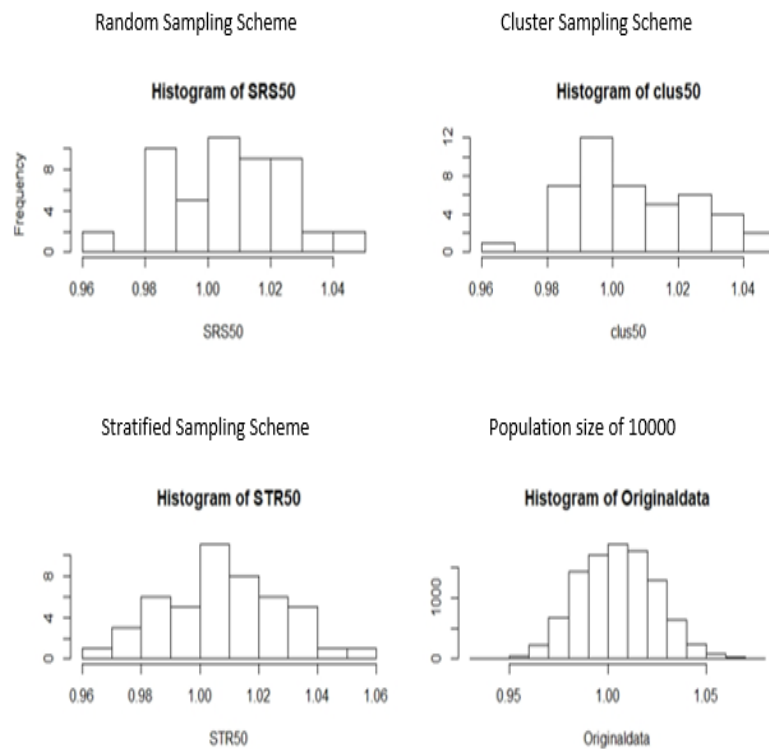 Random Sampling Scheme
Cluster Sampling Scheme
Histogram of SRS50
Histogram of clus50
Frequency
0 4 8
0.96 0.98 1.00 1.02 1.04
SRS50
0 4 8 12
0.96 0.98 1.00 1.02 1.04
clus50
Stratified Sampling Scheme
Population size of 10000
Histogram of STR50
Histogram of Originaldata
0 4 8
0.96 0.98 1.00 1.02 1.04 1.06
STR50
0 1000
0.95 1.00 1.05
Originaldata